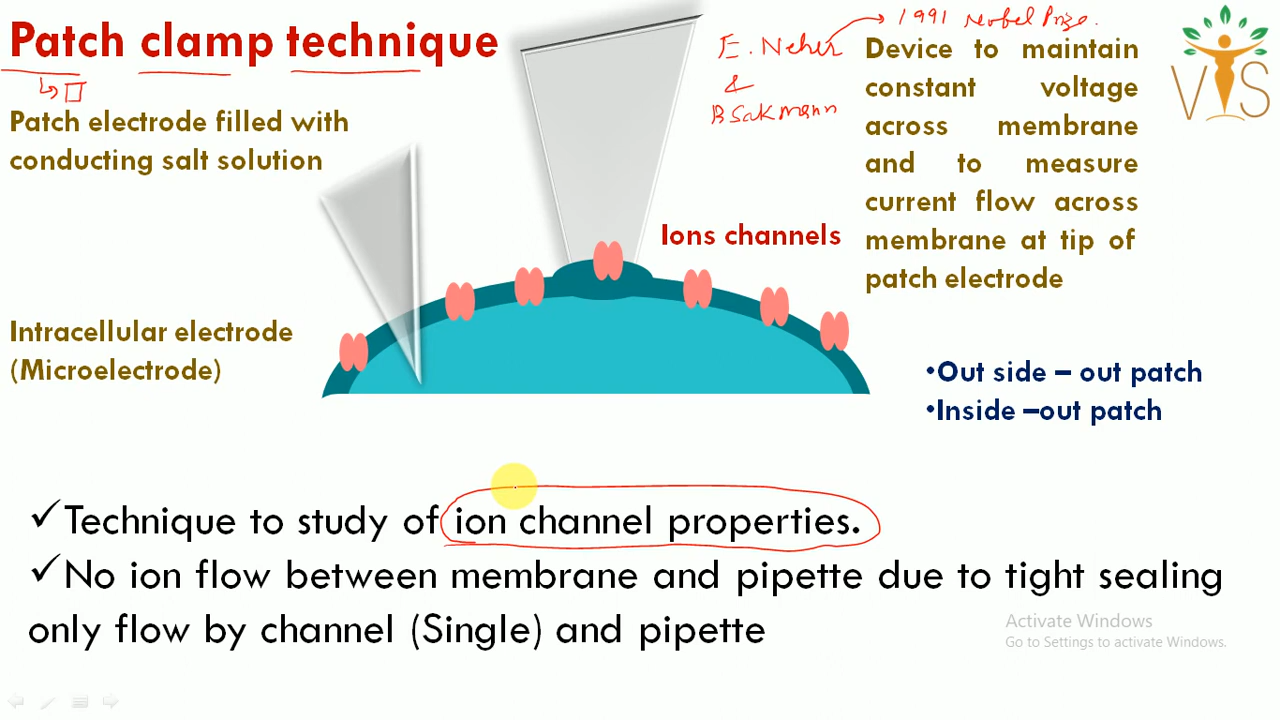 Patch clamp technique
Patch electrode filled with
conducting salt solution
Intracellular electrode
(Microelectrode)
E. Neher
&
B Sakmann
1991 Nobel Prize.
Ions channels
Device to maintain
constant voltage
across membrane
and to measure
current flow across
membrane at tip of
patch electrode
VIS
•Out side – out patch
•Inside –out patch
✓Technique to study of ion channel properties.
✓No ion flow between membrane and pipette due to tight sealing
only flow by channel (Single) and pipette
Activate Windows
Go to Settings to activate Windows.